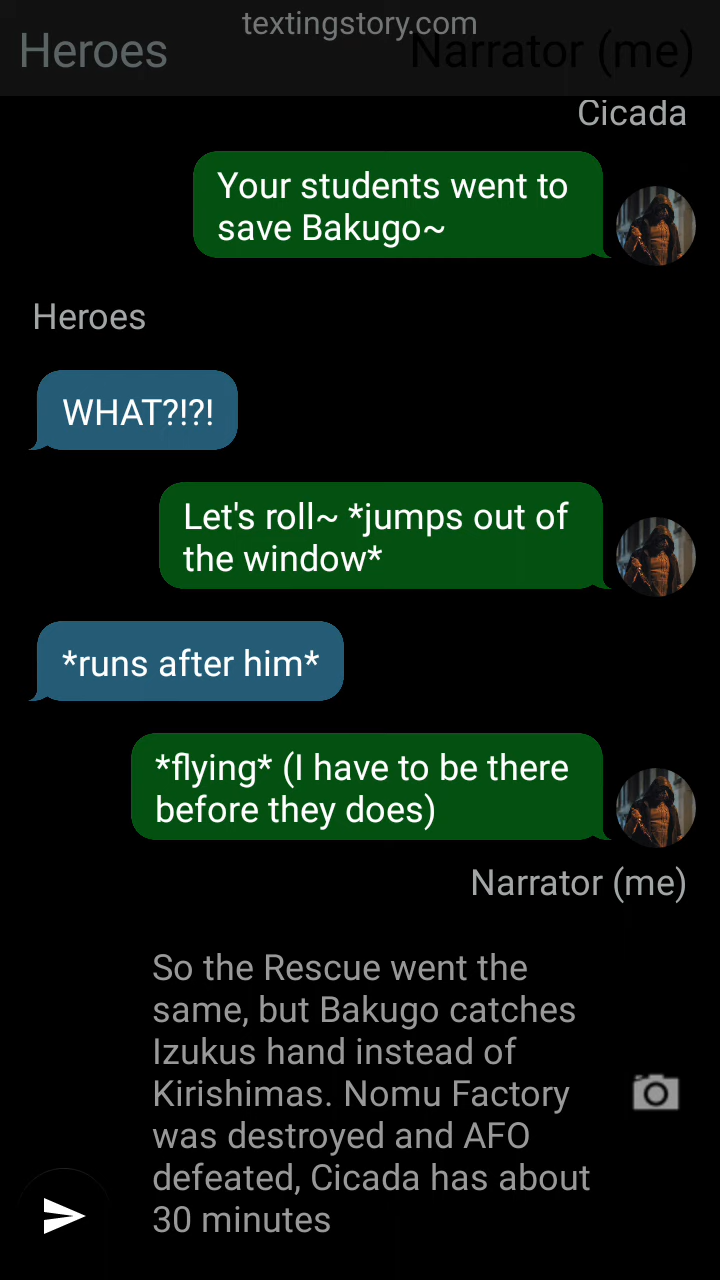 textingstory.com
Heroes
Narrator (me)
Cicada
Your students went to
save Bakugo~
Heroes
WHAT?!?!
Let's roll~ *jumps out of
the window*
*runs after him*
*flying* (I have to be there
before they does)
Narrator (me)
So the Rescue went the
same, but Bakugo catches
Izukus hand instead of
Kirishimas. Nomu Factory
was destroyed and AFO
defeated, Cicada has about
30 minutes